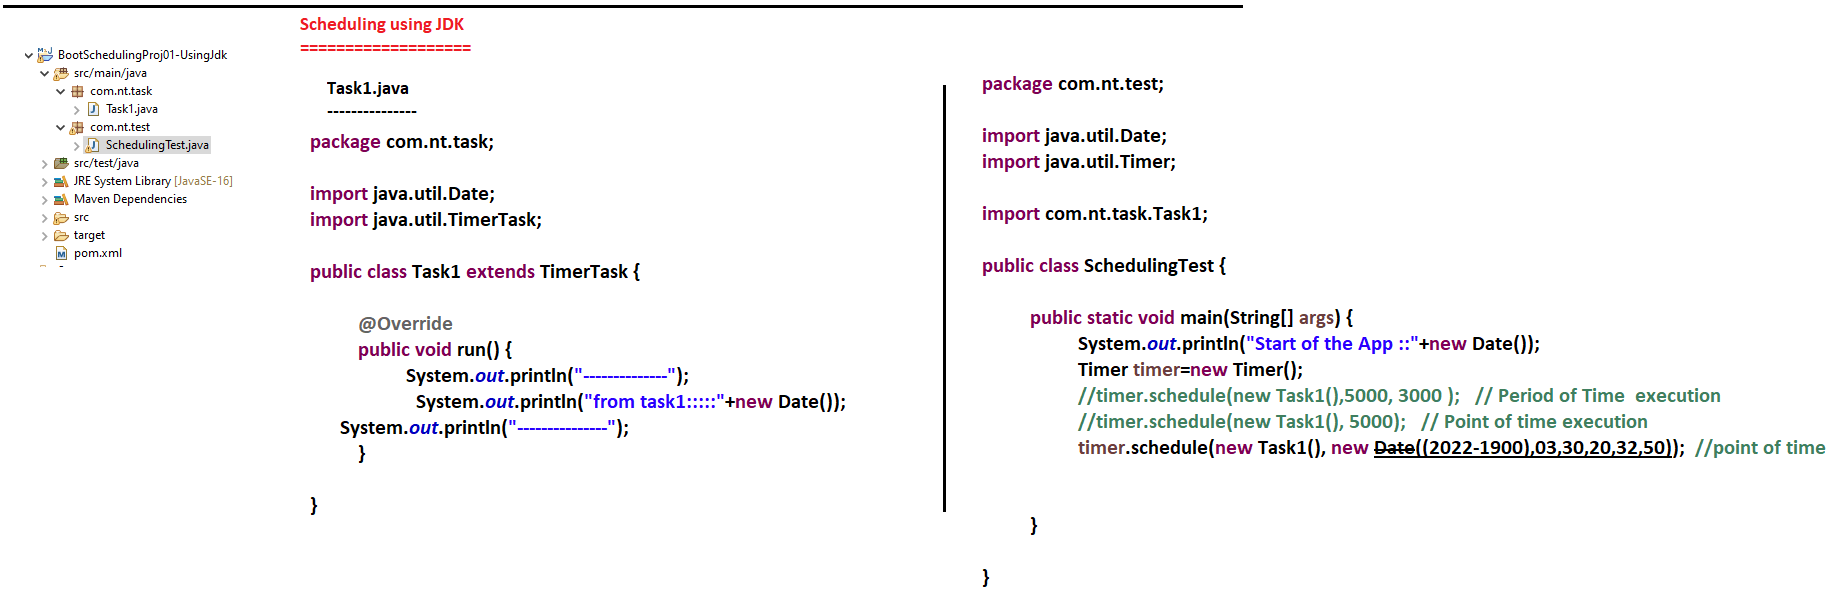 Scheduling using JDK
===================
BootSchedulingProj01-UsingJdk
src/main/java
com.nt.task
Task1.java
com.nt.test
SchedulingTest.java
src/test/java
JRE System Library [JavaSE-16]
Maven Dependencies
src
target
pom.xml
Task1.java
---------------
package com.nt.task;
import java.util.Date;
import java.util.TimerTask;
public class Task1 extends TimerTask {
@Override
public void run() {
System.out.println("--------------");
System.out.println("from task1:::::"+new Date());
System.out.println("---------------");
}
}
package com.nt.test;
import java.util.Date;
import java.util.Timer;
import com.nt.task.Task1;
public class SchedulingTest {
public static void main(String[] args) {
System.out.println("Start of the App ::"+new Date());
Timer timer=new Timer();
//timer.schedule(new Task1(),5000, 3000 ); // Period of Time execution
//timer.schedule(new Task1(), 5000); // Point of time execution
timer.schedule(new Task1(), new Date((2022-1900),03,30,20,32,50)); //point of time
}
}